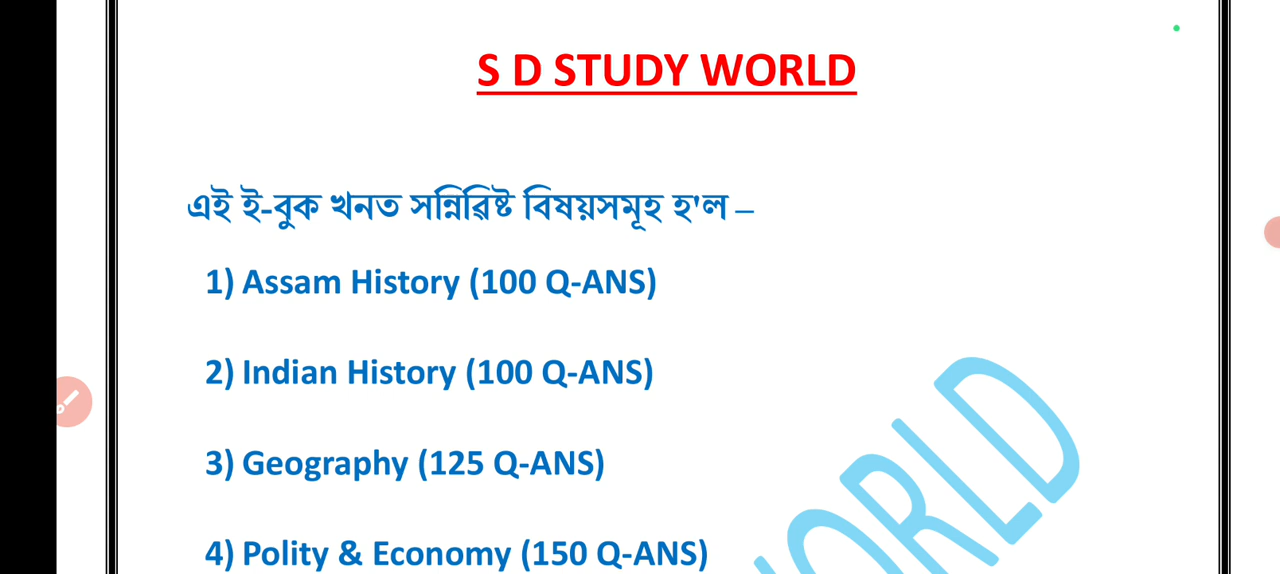 S D STUDY WORLD
এই ই-বুক খনত সন্নিৱিষ্ট বিষয়সমূহ হ'ল –
1) Assam History (100 Q-ANS)
2) Indian History (100 Q-ANS)
3) Geography (125 Q-ANS)
4) Polity & Economy (150 Q-ANS)
WORLD